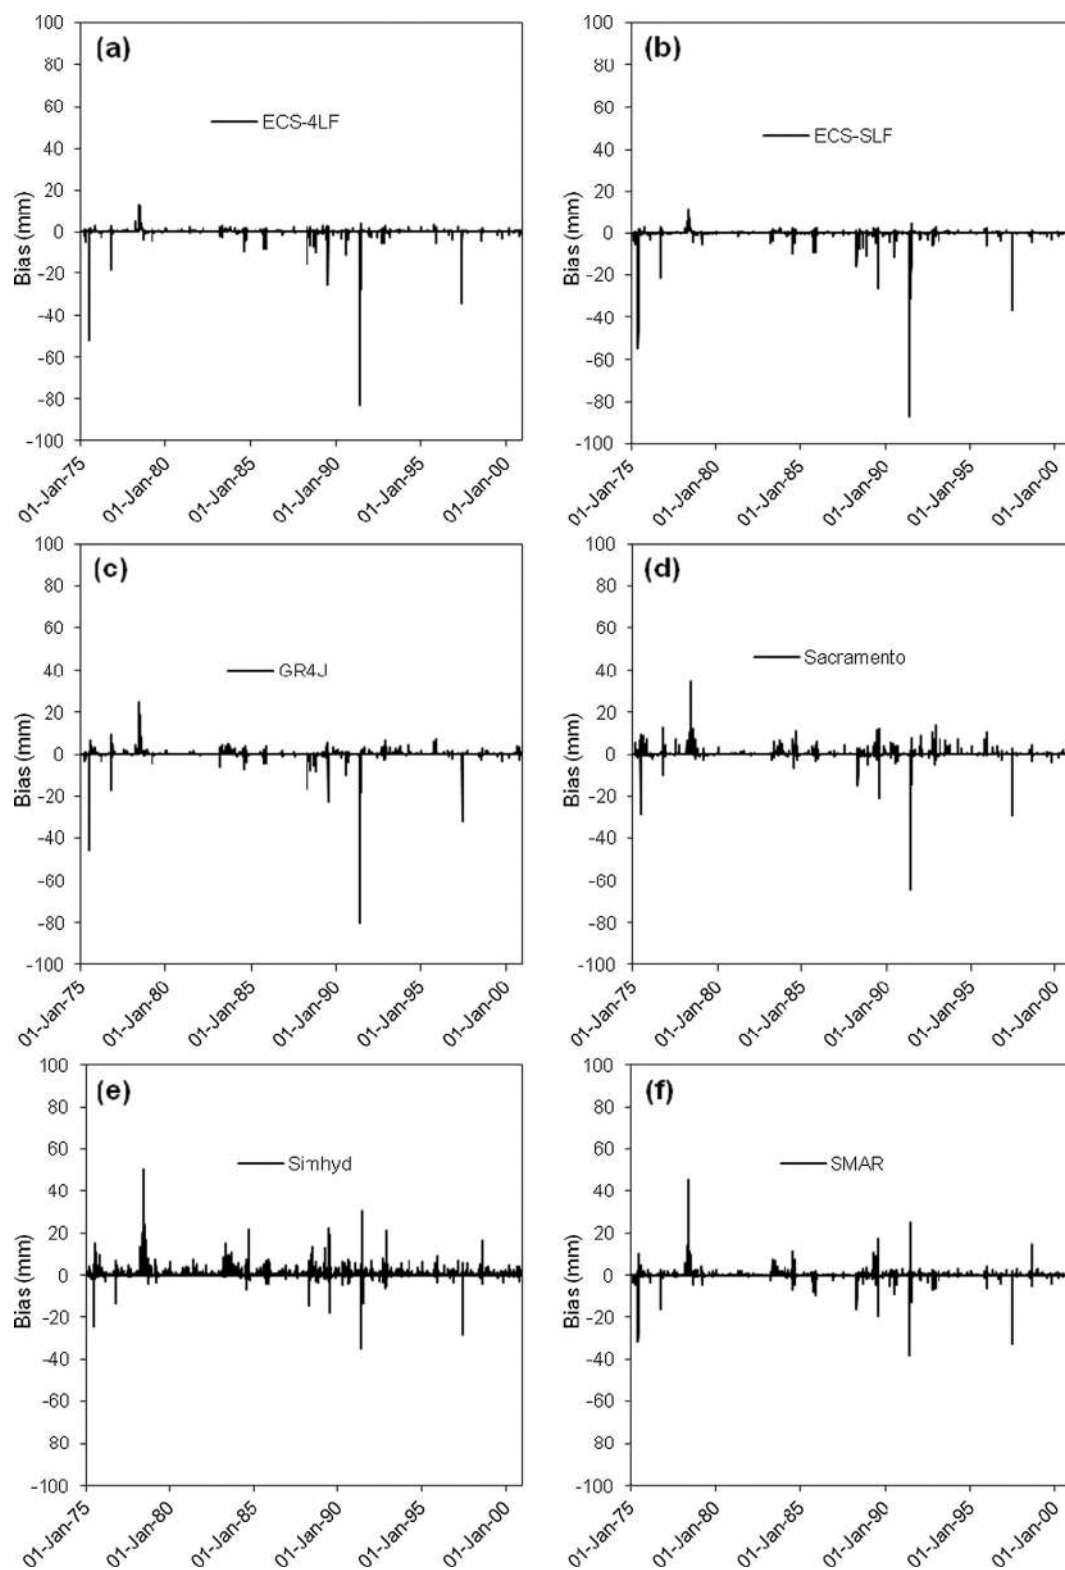 (a)
ECS-4LF
Bias (mm)
100
80
60
40
20
0
-20
-40
-60
-80
-100
01-Jan-75
01-Jan-80
01-Jan-85
01-Jan-90
01-Jan-95
01-Jan-00
(b)
ECS-SLF
Bias (mm)
100
80
60
40
20
0
-20
-40
-60
-80
-100
01-Jan-75
01-Jan-80
01-Jan-85
01-Jan-90
01-Jan-95
01-Jan-00
(c)
GR4J
Bias (mm)
100
80
60
40
20
0
-20
-40
-60
-80
-100
01-Jan-75
01-Jan-80
01-Jan-85
01-Jan-90
01-Jan-95
01-Jan-00
(d)
Sacramento
Bias (mm)
100
80
60
40
20
0
-20
-40
-60
-80
-100
01-Jan-75
01-Jan-80
01-Jan-85
01-Jan-90
01-Jan-95
01-Jan-00
(e)
Simhyd
Bias (mm)
100
80
60
40
20
0
-20
-40
-60
-80
-100
01-Jan-75
01-Jan-80
01-Jan-85
01-Jan-90
01-Jan-95
01-Jan-00
(f)
SMAR
Bias (mm)
100
80
60
40
20
0
-20
-40
-60
-80
-100
01-Jan-75
01-Jan-80
01-Jan-85
01-Jan-90
01-Jan-95
01-Jan-00